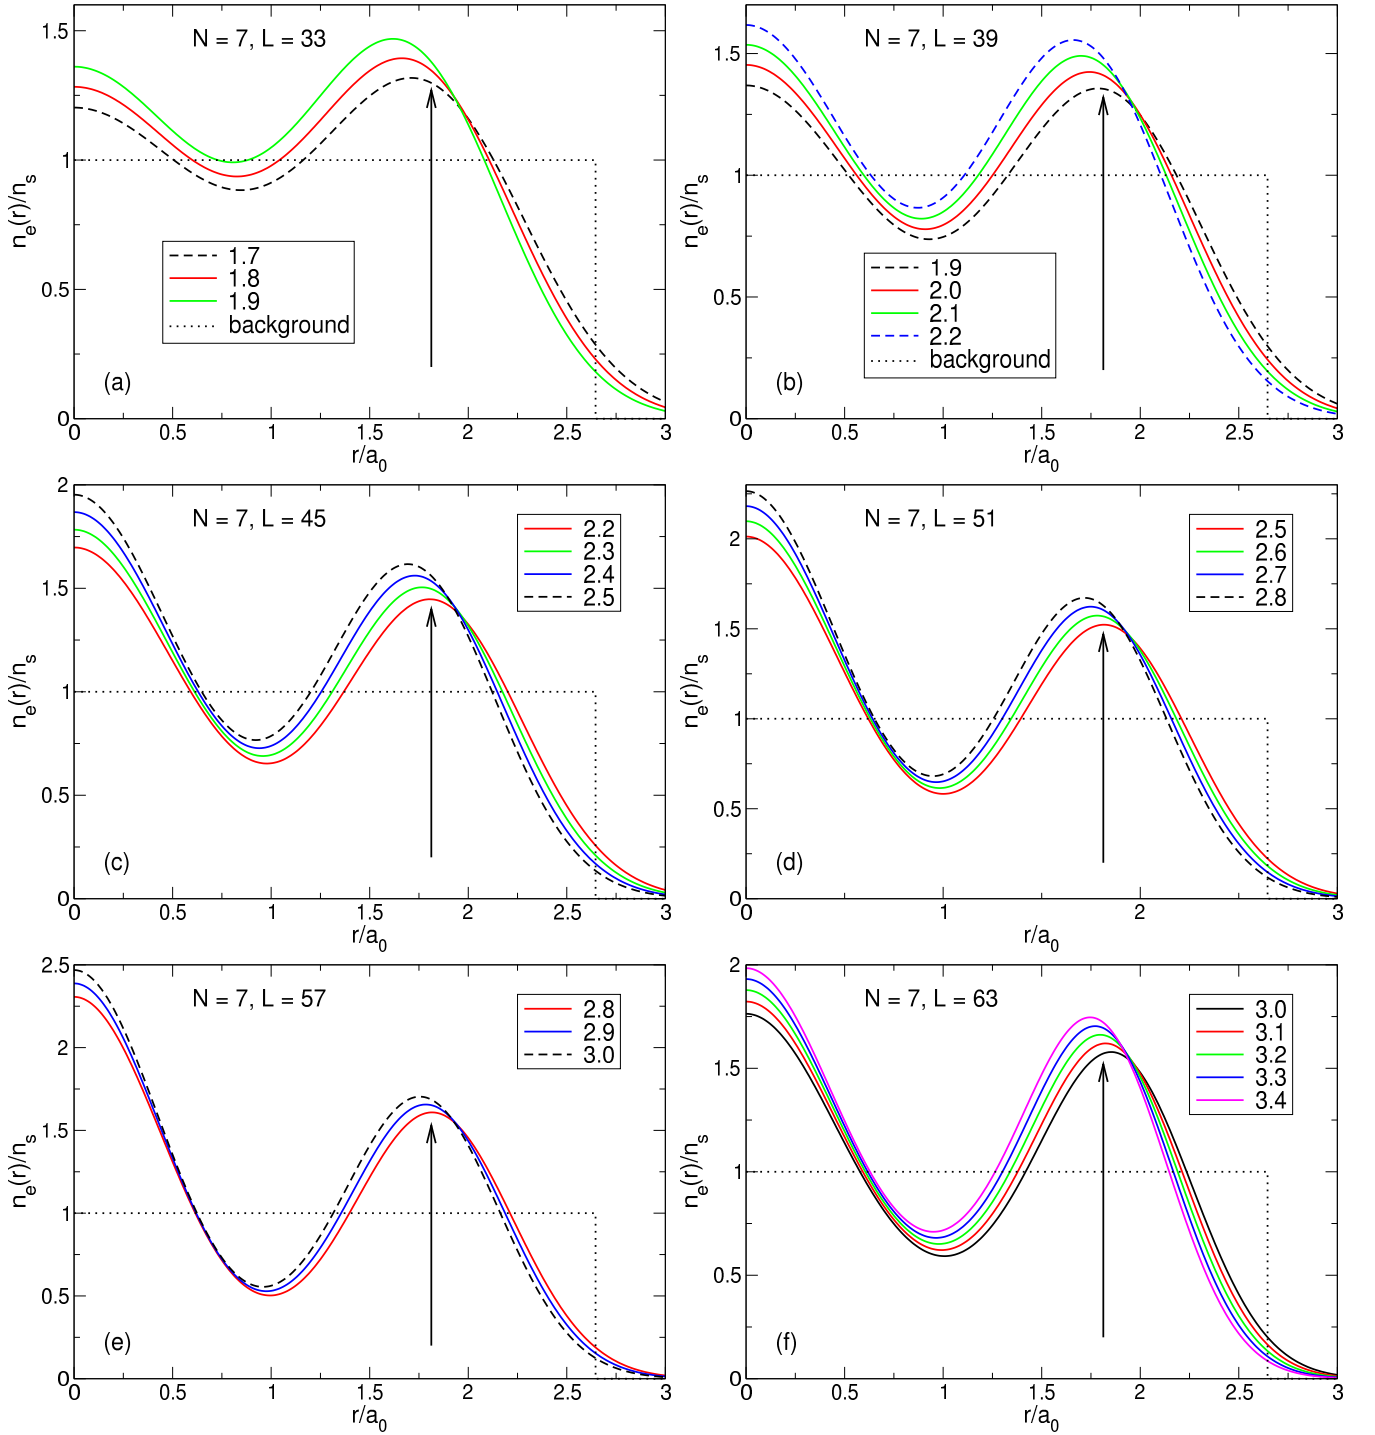 N = 7, L = 33
1.5
1
0.5
0
n_e(r)/n_s
1.7
1.8
1.9
background
(a)
0 0.5 1 1.5 2 2.5 3
r/a_0
N = 7, L = 39
1.5
1
0.5
0
n_e(r)/n_s
1.9
2.0
2.1
2.2
background
(b)
0 0.5 1 1.5 2 2.5 3
r/a_0
N = 7, L = 45
2
1.5
1
0.5
0
n_e(r)/n_s
2.2
2.3
2.4
2.5
(c)
0 0.5 1 1.5 2 2.5 3
r/a_0
N = 7, L = 51
2
1.5
1
0.5
0
n_e(r)/n_s
2.5
2.6
2.7
2.8
(d)
0 1 2 3
r/a_0
N = 7, L = 57
2.5
2
1.5
1
0.5
0
n_e(r)/n_s
2.8
2.9
3.0
(e)
0 0.5 1 1.5 2 2.5 3
r/a_0
N = 7, L = 63
2
1.5
1
0.5
0
n_e(r)/n_s
3.0
3.1
3.2
3.3
3.4
(f)
0 0.5 1 1.5 2 2.5 3
r/a_0